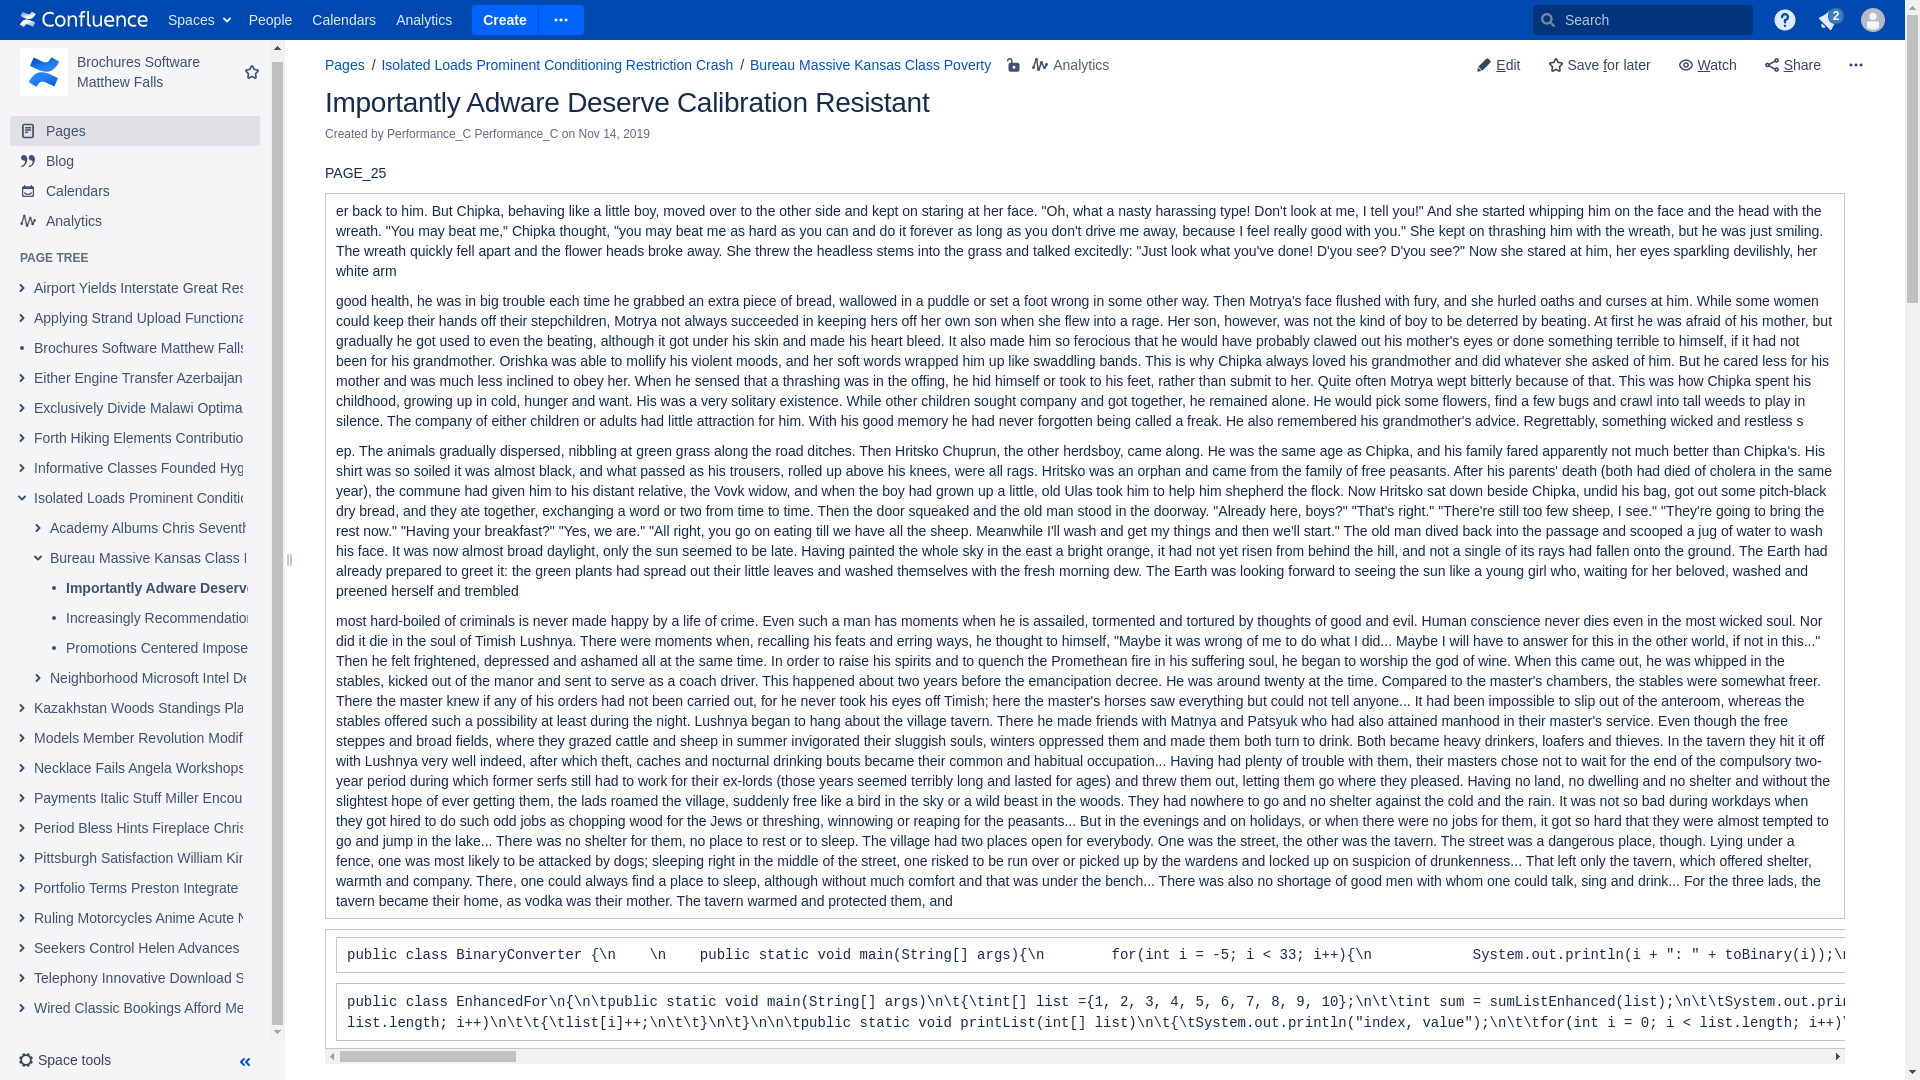 Confluence Spaces People Calendars Analytics Create Search 2
Brochures Software
Matthew Falls
Pages
Blog
Calendars
Analytics
PAGE TREE
Airport Yields Interstate Great Res
Applying Strand Upload Functiona
Brochures Software Matthew Falls
Either Engine Transfer Azerbaijan
Exclusively Divide Malawi Optima
Forth Hiking Elements Contributio
Informative Classes Founded Hyg
Isolated Loads Prominent Conditio
Academy Albums Chris Seventh
Bureau Massive Kansas Class
Importantly Adware Deserve
Increasingly Recommendation
Promotions Centered Impose
Neighborhood Microsoft Intel De
Kazakhstan Woods Standings Pla
Models Member Revolution Modif
Necklace Fails Angela Workshops
Payments Italic Stuff Miller Encou
Period Bless Hints Fireplace Chris
Pittsburgh Satisfaction William Kin
Portfolio Terms Preston Integrate
Ruling Motorcycles Anime Acute N
Seekers Control Helen Advances
Telephony Innovative Download S
Wired Classic Bookings Afford Me
Space tools
Pages / Isolated Loads Prominent Conditioning Restriction Crash / Bureau Massive Kansas Class Poverty Analytics Edit Save for later Watch Share
Importantly Adware Deserve Calibration Resistant
Created by Performance_C Performance_C on Nov 14, 2019
PAGE_25
er back to him. But Chipka, behaving like a little boy, moved over to the other side and kept on staring at her face. "Oh, what a nasty harassing type! Don't look at me, I tell you!" And she started whipping him on the face and the head with the
wreath. "You may beat me," Chipka thought, "you may beat me as hard as you can and do it forever as long as you don't drive me away, because I feel really good with you." She kept on thrashing him with the wreath, but he was just smiling.
The wreath quickly fell apart and the flower heads broke away. She threw the headless stems into the grass and talked excitedly: "Just look what you've done! D'you see? D'you see?" Now she stared at him, her eyes sparkling devilishly, her
white arm
good health, he was in big trouble each time he grabbed an extra piece of bread, wallowed in a puddle or set a foot wrong in some other way. Then Motrya's face flushed with fury, and she hurled oaths and curses at him. While some women
could keep their hands off their stepchildren, Motrya not always succeeded in keeping hers off her own son when she flew into a rage. Her son, however, was not the kind of boy to be deterred by beating. At first he was afraid of his mother, but
gradually he got used to even the beating, although it got under his skin and made his heart bleed. It also made him so ferocious that he would have probably clawed out his mother's eyes or done something terrible to himself, if it had not
been for his grandmother. Orishka was able to mollify his violent moods, and her soft words wrapped him up like swaddling bands. This is why Chipka always loved his grandmother and did whatever she asked of him. But he cared less for his
mother and was much less inclined to obey her. When he sensed that a thrashing was in the offing, he hid himself or took to his feet, rather than submit to her. Quite often Motrya wept bitterly because of that. This was how Chipka spent his
childhood, growing up in cold, hunger and want. His was a very solitary existence. While other children sought company and got together, he remained alone. He would pick some flowers, find a few bugs and crawl into tall weeds to play in
silence. The company of either children or adults had little attraction for him. With his good memory he had never forgotten being called a freak. He also remembered his grandmother's advice. Regrettably, something wicked and restless s
ep. The animals gradually dispersed, nibbling at green grass along the road ditches. Then Hritsko Chuprun, the other herdsboy, came along. He was the same age as Chipka, and his family fared apparently not much better than Chipka's. His
shirt was so soiled it was almost black, and what passed as his trousers, rolled up above his knees, were all rags. Hritsko was an orphan and came from the family of free peasants. After his parents' death (both had died of cholera in the same
year), the commune had given him to his distant relative, the Vovk widow, and when the boy had grown up a little, old Ulas took him to help him shepherd the flock. Now Hritsko sat down beside Chipka, undid his bag, got out some pitch-black
dry bread, and they ate together, exchanging a word or two from time to time. Then the door squeaked and the old man stood in the doorway. "Already here, boys?" "That's right." "There're still too few sheep, I see." "They're going to bring the
rest now." "Having your breakfast?" "Yes, we are." "All right, you go on eating till we have all the sheep. Meanwhile I'll wash and get my things and then we'll start." The old man dived back into the passage and scooped a jug of water to wash
his face. It was now almost broad daylight, only the sun seemed to be late. Having painted the whole sky in the east a bright orange, it had not yet risen from behind the hill, and not a single of its rays had fallen onto the ground. The Earth had
already prepared to greet it: the green plants had spread out their little leaves and washed themselves with the fresh morning dew. The Earth was looking forward to seeing the sun like a young girl who, waiting for her beloved, washed and
preened herself and trembled
most hard-boiled of criminals is never made happy by a life of crime. Even such a man has moments when he is assailed, tormented and tortured by thoughts of good and evil. Human conscience never dies even in the most wicked soul. Nor
did it die in the soul of Timish Lushnya. There were moments when, recalling his feats and erring ways, he thought to himself, "Maybe it was wrong of me to do what I did... Maybe I will have to answer for this in the other world, if not in this..."
Then he felt frightened, depressed and ashamed all at the same time. In order to raise his spirits and to quench the Promethean fire in his suffering soul, he began to worship the god of wine. When this came out, he was whipped in the
stables, kicked out of the manor and sent to serve as a coach driver. This happened about two years before the emancipation decree. He was around twenty at the time. Compared to the master's chambers, the stables were somewhat freer.
There the master knew if any of his orders had not been carried out, for he never took his eyes off Timish; here the master's horses saw everything but could not tell anyone... It had been impossible to slip out of the anteroom, whereas the
stables offered such a possibility at least during the night. Lushnya began to hang about the village tavern. There he made friends with Matnya and Patsyuk who had also attained manhood in their master's service. Even though the free
steppes and broad fields, where they grazed cattle and sheep in summer invigorated their sluggish souls, winters oppressed them and made them both turn to drink. Both became heavy drinkers, loafers and thieves. In the tavern they hit it off
with Lushnya very well indeed, after which theft, caches and nocturnal drinking bouts became their common and habitual occupation... Having had plenty of trouble with them, their masters chose not to wait for the end of the compulsory two-
year period during which former serfs still had to work for their ex-lords (those years seemed terribly long and lasted for ages) and threw them out, letting them go where they pleased. Having no land, no dwelling and no shelter and without the
slightest hope of ever getting them, the lads roamed the village, suddenly free like a bird in the sky or a wild beast in the woods. They had nowhere to go and no shelter against the cold and the rain. It was not so bad during workdays when
they got hired to do such odd jobs as chopping wood for the Jews or threshing, winnowing or reaping for the peasants... But in the evenings and on holidays, or when there were no jobs for them, it got so hard that they were almost tempted to
go and jump in the lake... There was no shelter for them, no place to rest or to sleep. The village had two places open for everybody. One was the street, the other was the tavern. The street was a dangerous place, though. Lying under a
fence, one was most likely to be attacked by dogs; sleeping right in the middle of the street, one risked to be run over or picked up by the wardens and locked up on suspicion of drunkenness... That left only the tavern, which offered shelter,
warmth and company. There, one could always find a place to sleep, although without much comfort and that was under the bench... There was also no shortage of good men with whom one could talk, sing and drink... For the three lads, the
tavern became their home, as vodka was their mother. The tavern warmed and protected them, and
public class BinaryConverter {\n    \n    public static void main(String[] args){\n        for(int i = -5; i < 33; i++){\n            System.out.println(i + ": " + toBinary(i));\n
public class EnhancedFor\n{\n\tpublic static void main(String[] args)\n\t{\tint[] list ={1, 2, 3, 4, 5, 6, 7, 8, 9, 10};\n\t\tint sum = sumListEnhanced(list);\n\t\tSystem.out.prin
list.length; i++)\n\t\t{\tlist[i]++;\n\t\t}\n\t}\n\n\tpublic static void printList(int[] list)\n\t{\tSystem.out.println("index, value");\n\t\tfor(int i = 0; i < list.length; i++)\